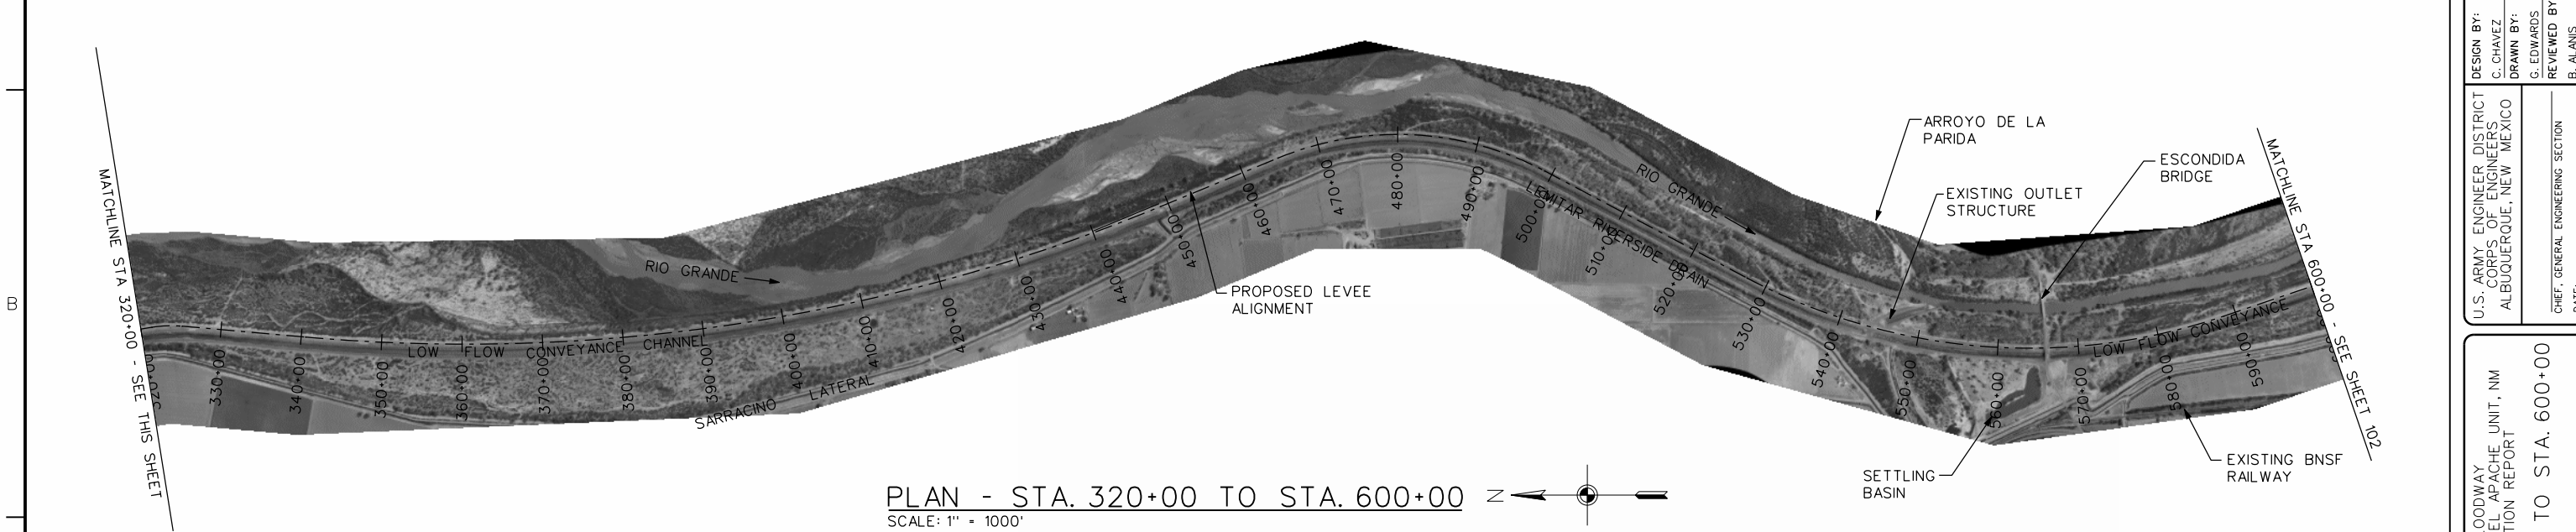 MATCHLINE STA 320+00 - SEE THIS SHEET
RIO GRANDE
LOW FLOW CONVEYANCE CHANNEL
SARRACINO LATERAL
320+00
330+00
340+00
350+00
360+00
370+00
380+00
390+00
400+00
410+00
420+00
430+00
440+00
450+00
460+00
470+00
480+00
490+00
500+00
510+00
520+00
530+00
540+00
550+00
560+00
570+00
580+00
590+00
PROPOSED LEVEE
ALIGNMENT
LEMITAR RIVERSIDE DRAIN
RIO GRANDE
ARROYO DE LA
PARIDA
EXISTING OUTLET
STRUCTURE
ESCONDIDA
BRIDGE
LOW FLOW CONVEYANCE
SETTLING
BASIN
EXISTING BNSF
RAILWAY
MATCHLINE STA 600+00 - SEE SHEET 102
PLAN - STA. 320+00 TO STA. 600+00
SCALE: 1" = 1000'
N
B
DESIGN BY:
C. CHAVEZ
DRAWN BY:
G. EDWARDS
REVIEWED BY
B. ALANIS
U.S. ARMY ENGINEER DISTRICT
CORPS OF ENGINEERS
ALBUQUERQUE, NEW MEXICO
CHIEF, GENERAL ENGINEERING SECTION
EL APACHE UNIT, NM
TION REPORT
TO STA. 600+00